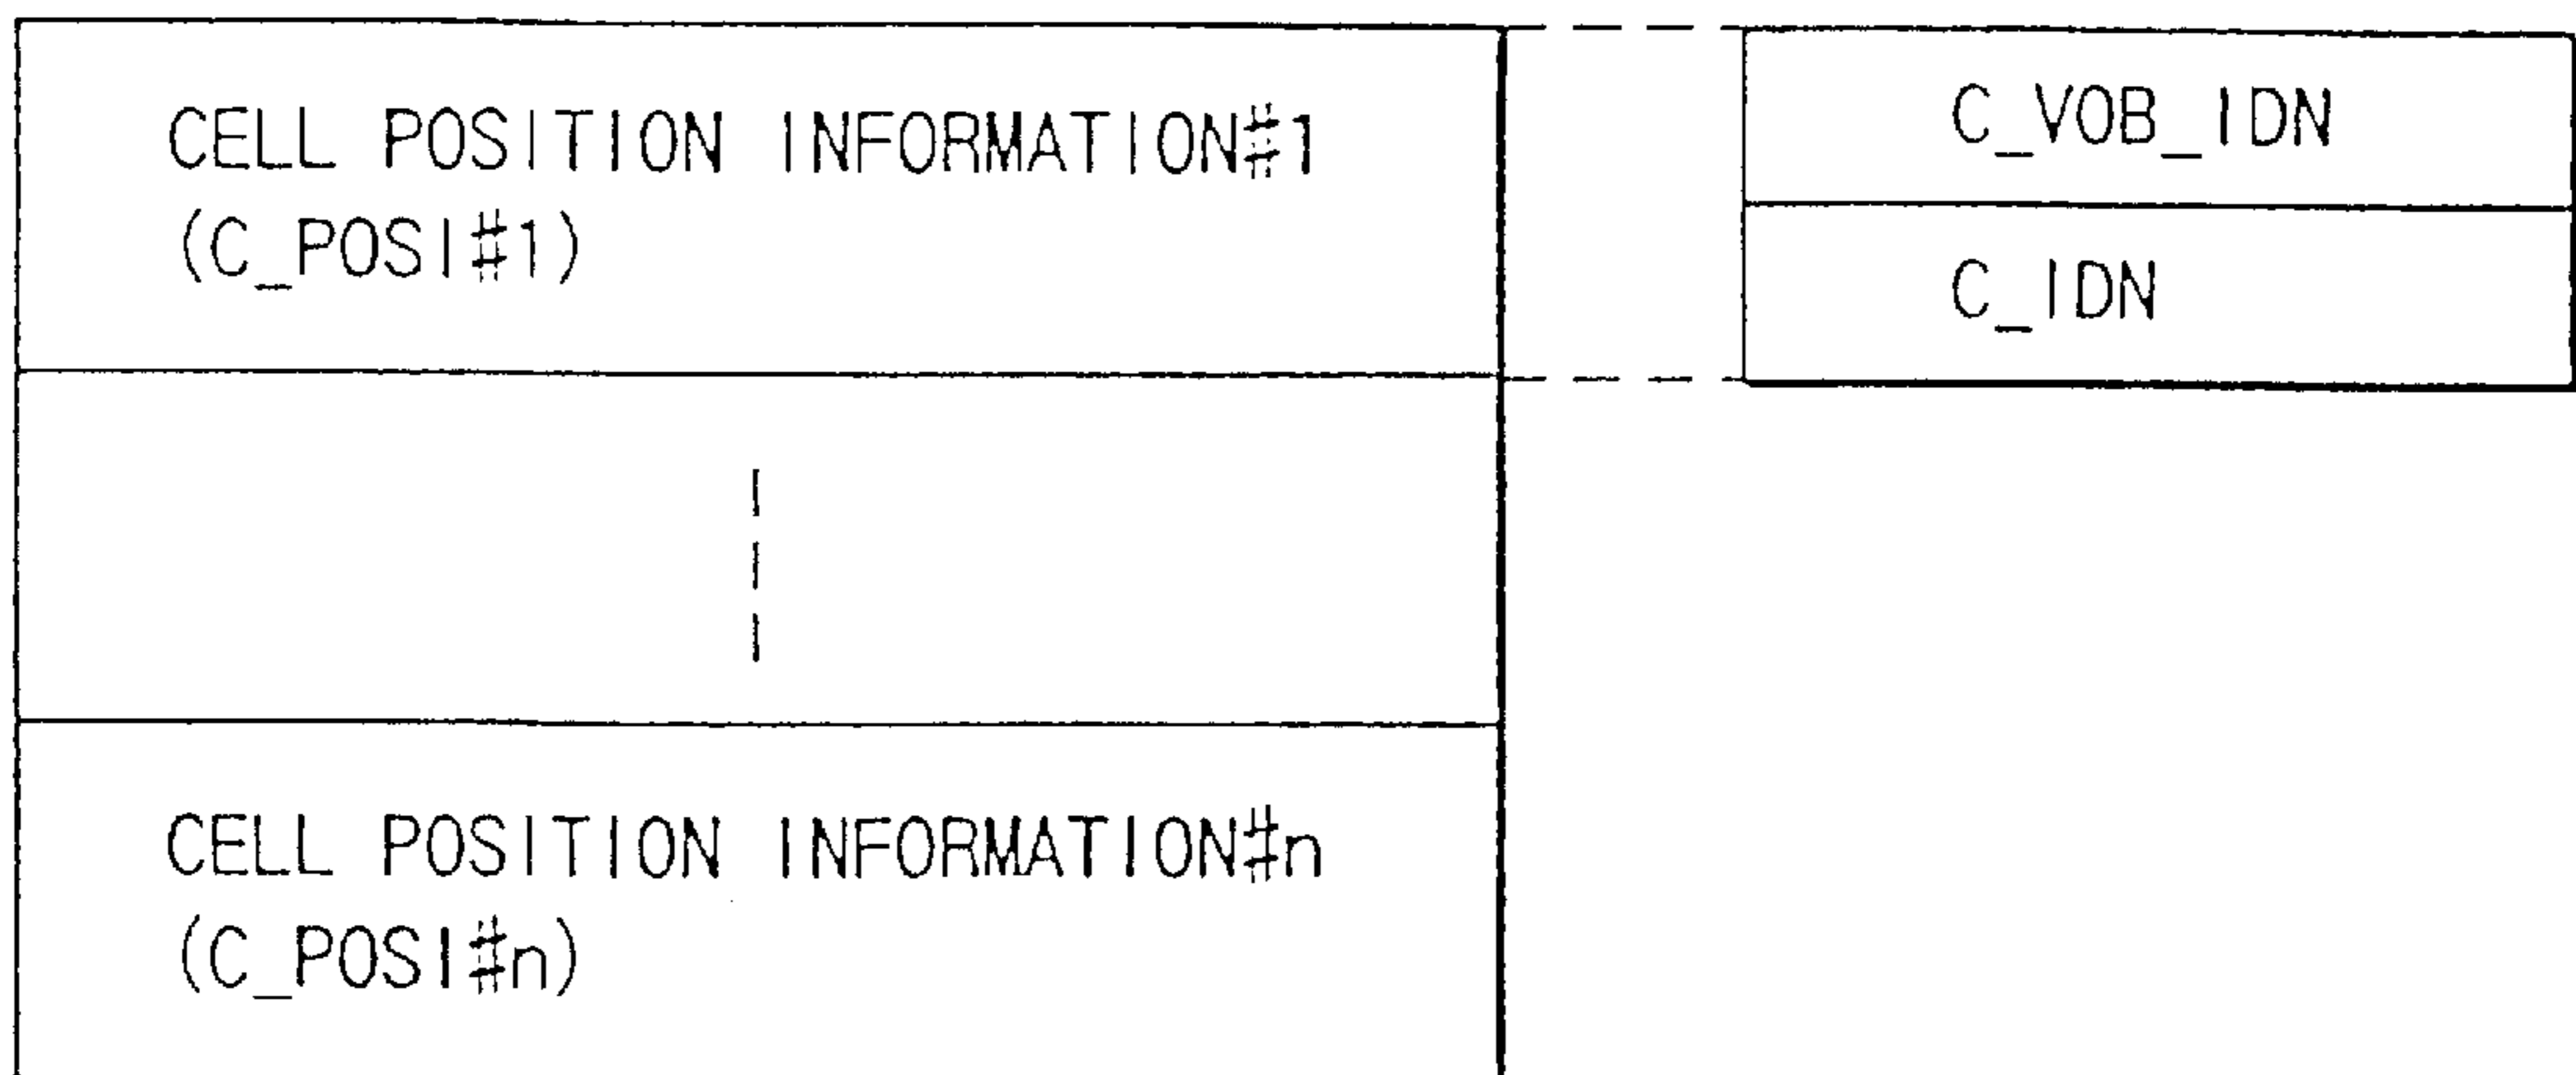 CELL POSITION INFORMATION#1
(C_POSI#1)
C_VOB_IDN
C_IDN
CELL POSITION INFORMATION#n
(C_POSI#n)